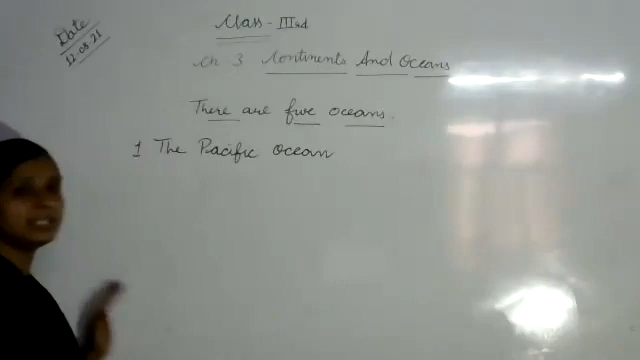 Date
12.08.21
Class - IIIrd
Ch 3 Continents And Oceans
There are five oceans.
1 The Pacific Ocean